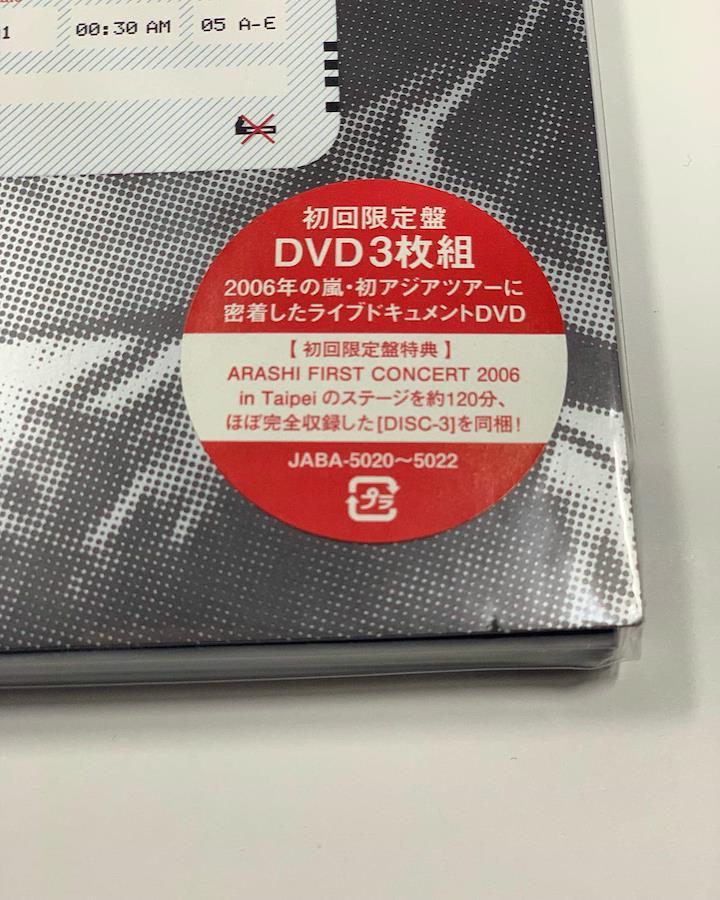 1
00:30 AM
05 A-E
初回限定盤
DVD3枚組
2006年の嵐・初アジアツアーに
密着したライブドキュメントDVD
【 初回限定盤特典 】
ARASHI FIRST CONCERT 2006
in Taipei のステージを約120分、
ほぼ完全収録した[DISC-3]を同梱!
JABA-5020〜5022
プラ